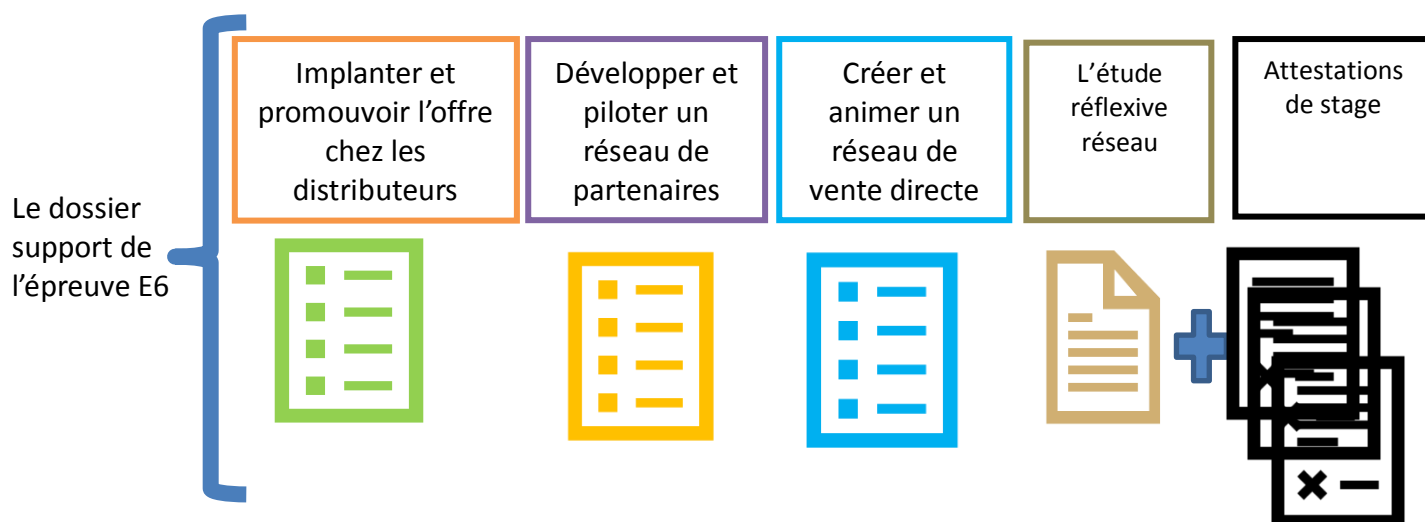 Le dossier
support de
l'épreuve E6
Implanter et
promouvoir l'offre
chez les
distributeurs
Développer et
piloter un
réseau de
partenaires
Créer et
animer un
réseau de
vente directe
L'étude
réflexive
réseau
Attestations
de stage